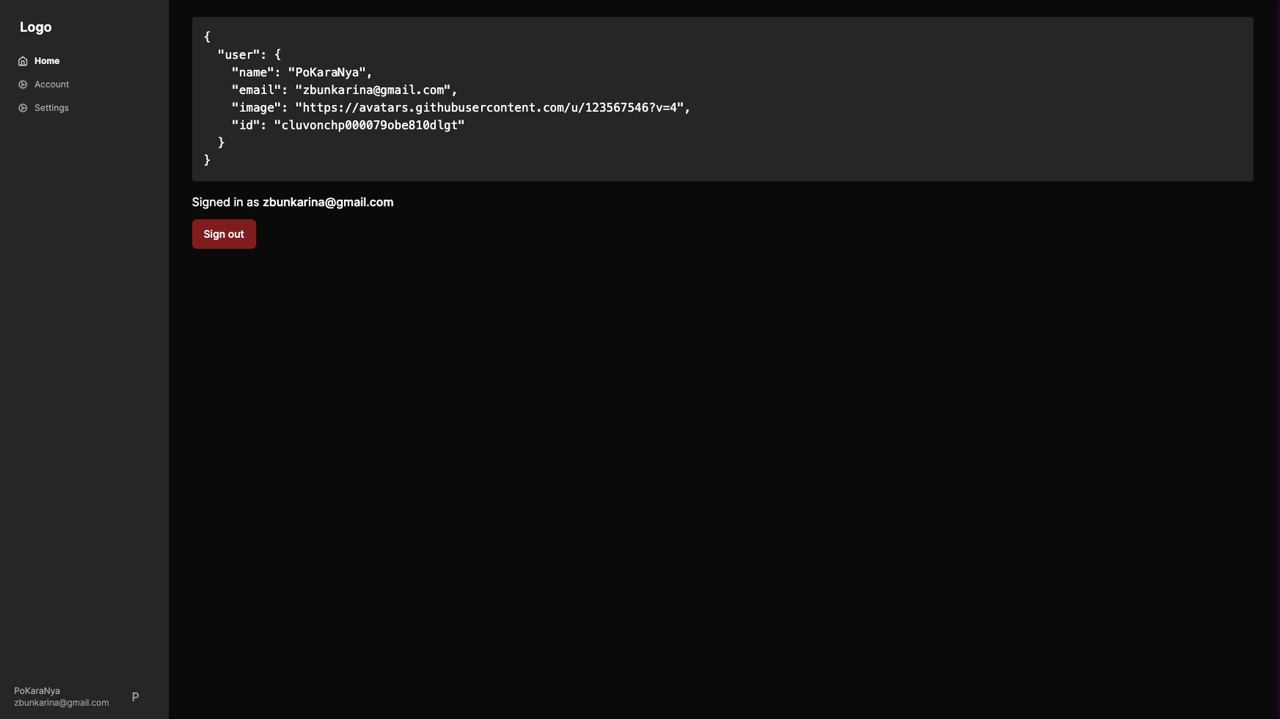 Logo
Home
Account
Settings
{
  "user": {
    "name": "PoKaraNya",
    "email": "zbunkarina@gmail.com",
    "image": "https://avatars.githubusercontent.com/u/123567546?v=4",
    "id": "cluvonchp000079obe810dlgt"
  }
}
Signed in as zbunkarina@gmail.com
Sign out
PoKaraNya
zbunkarina@gmail.com
P